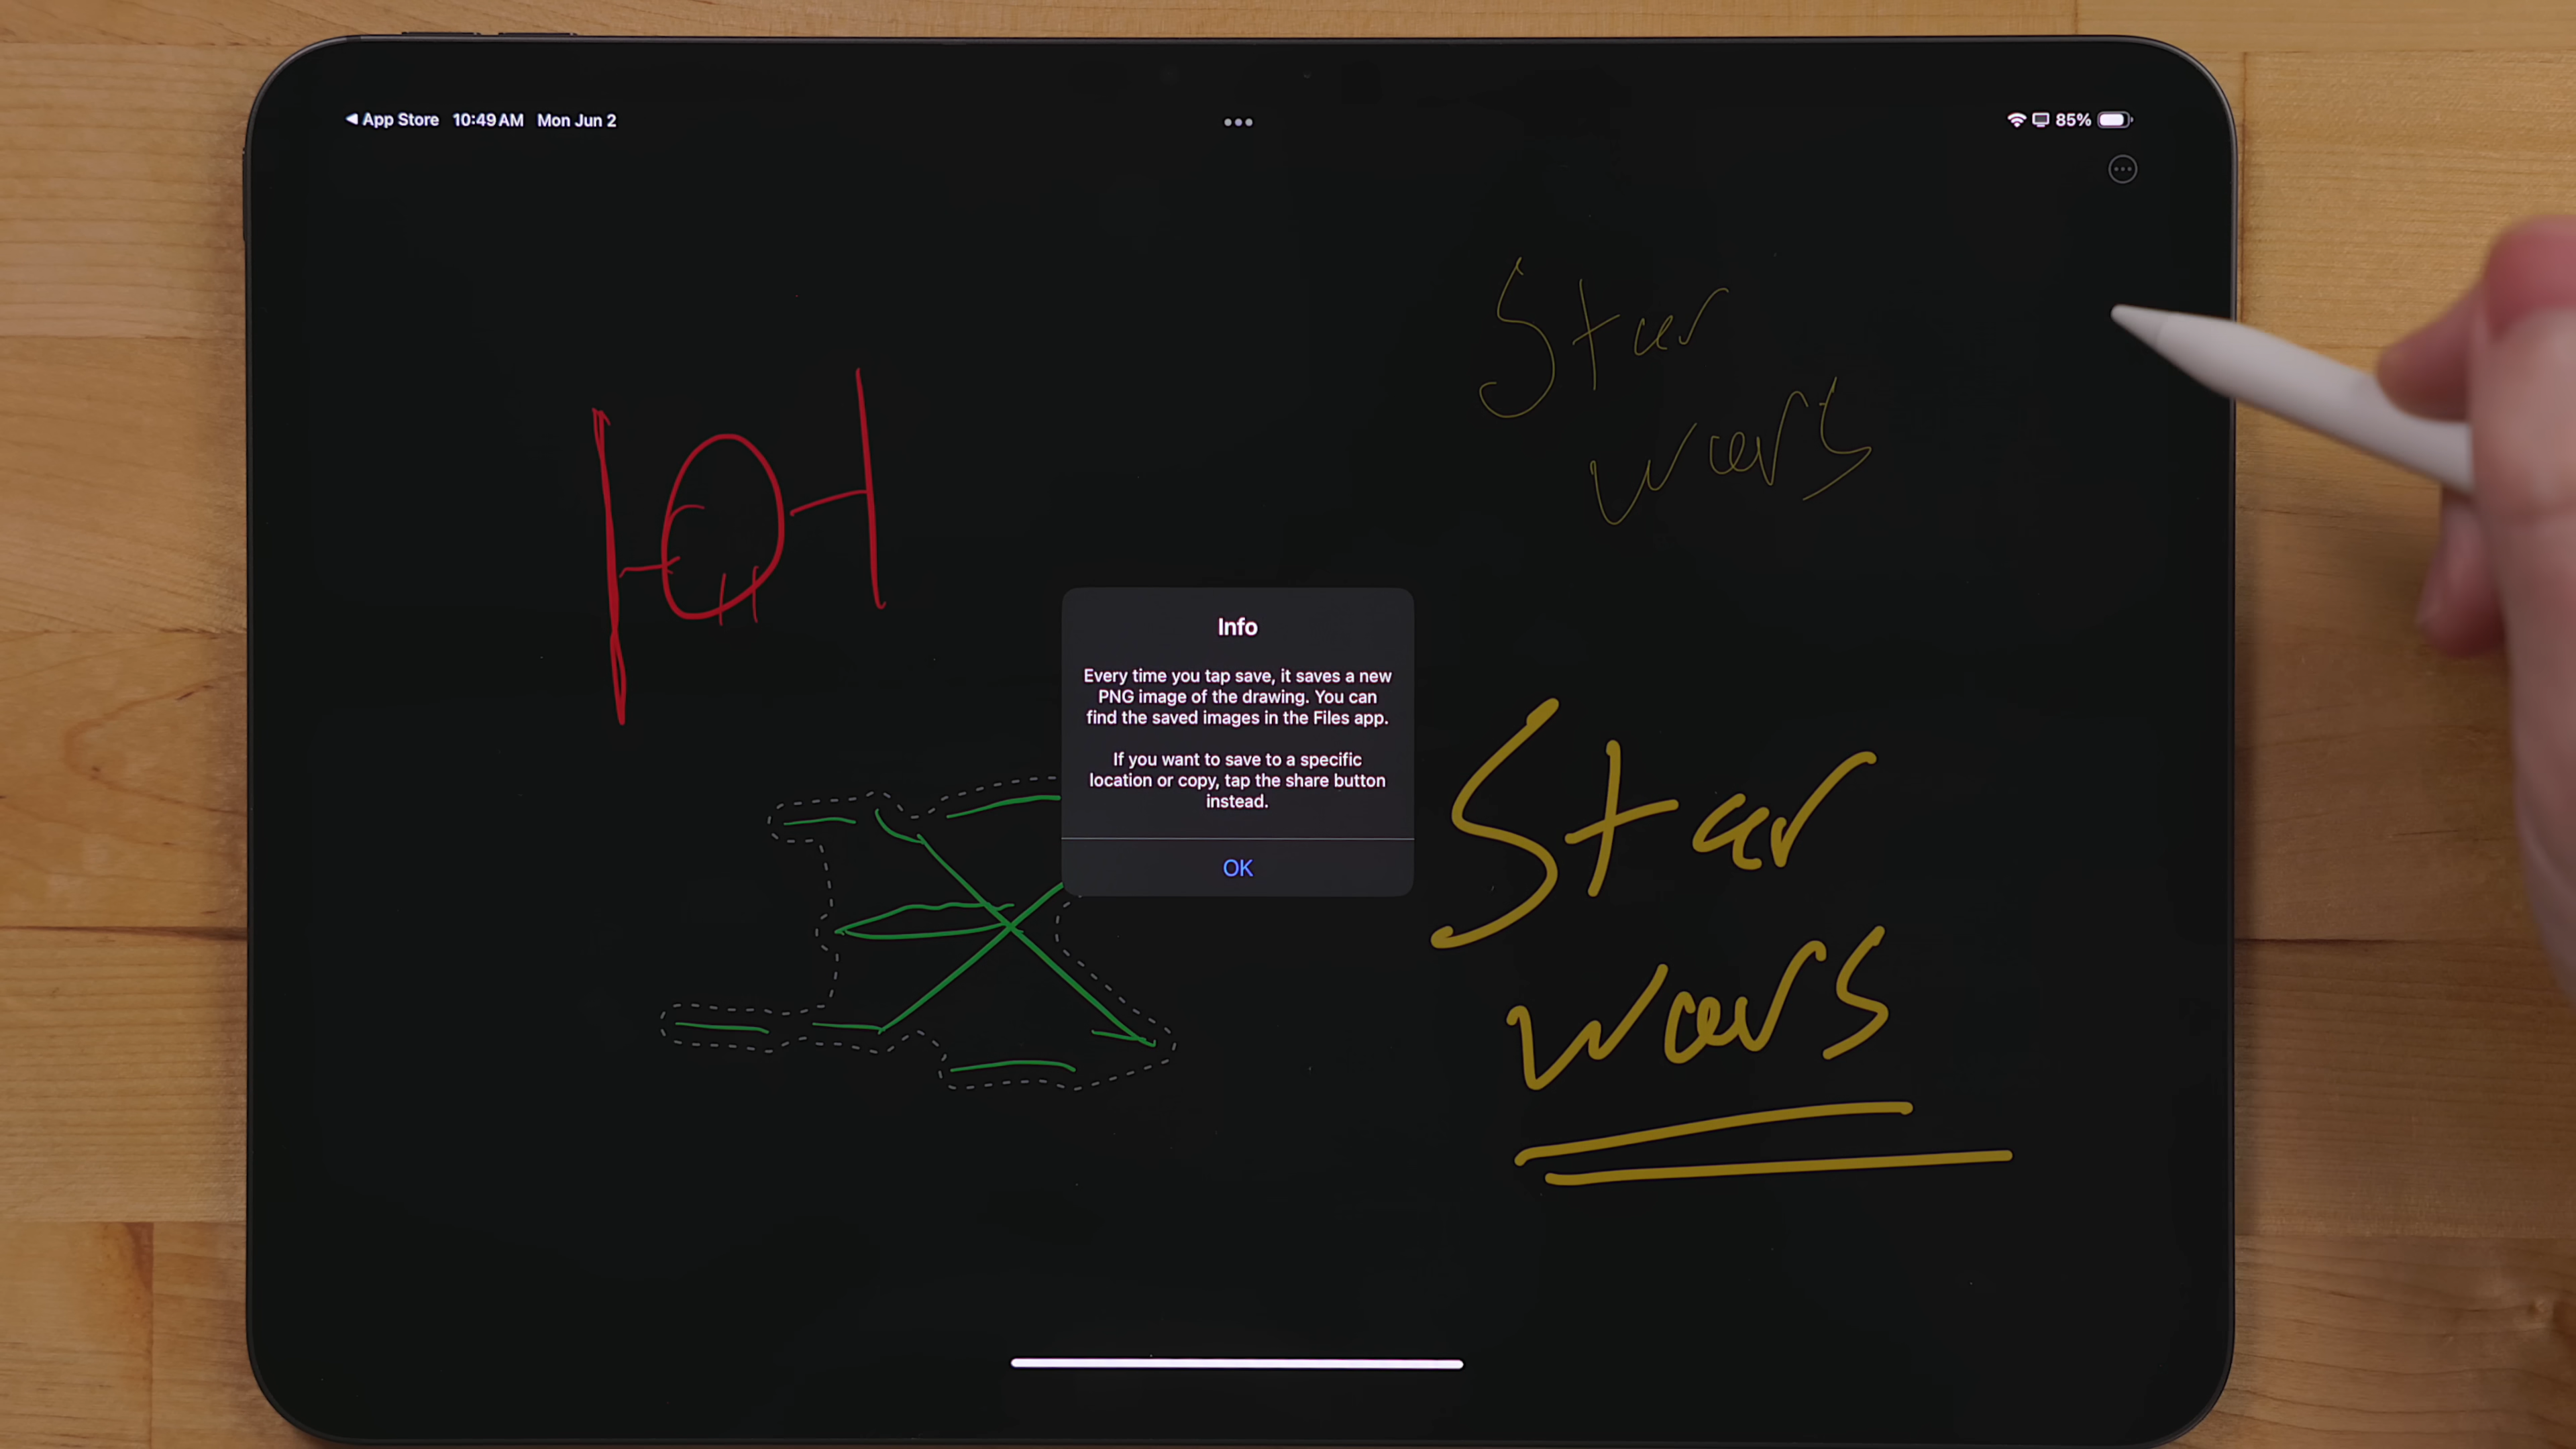 App Store 10:49 AM Mon Jun 2
85%
Star
wars
Info
Every time you tap save, it saves a new
PNG image of the drawing. You can
find the saved images in the Files app.
If you want to save to a specific
location or copy, tap the share button
instead.
OK
Star
wars